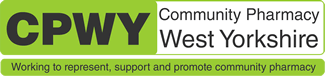 CPWY Community Pharmacy
West Yorkshire
Working to represent, support and promote community pharmacy